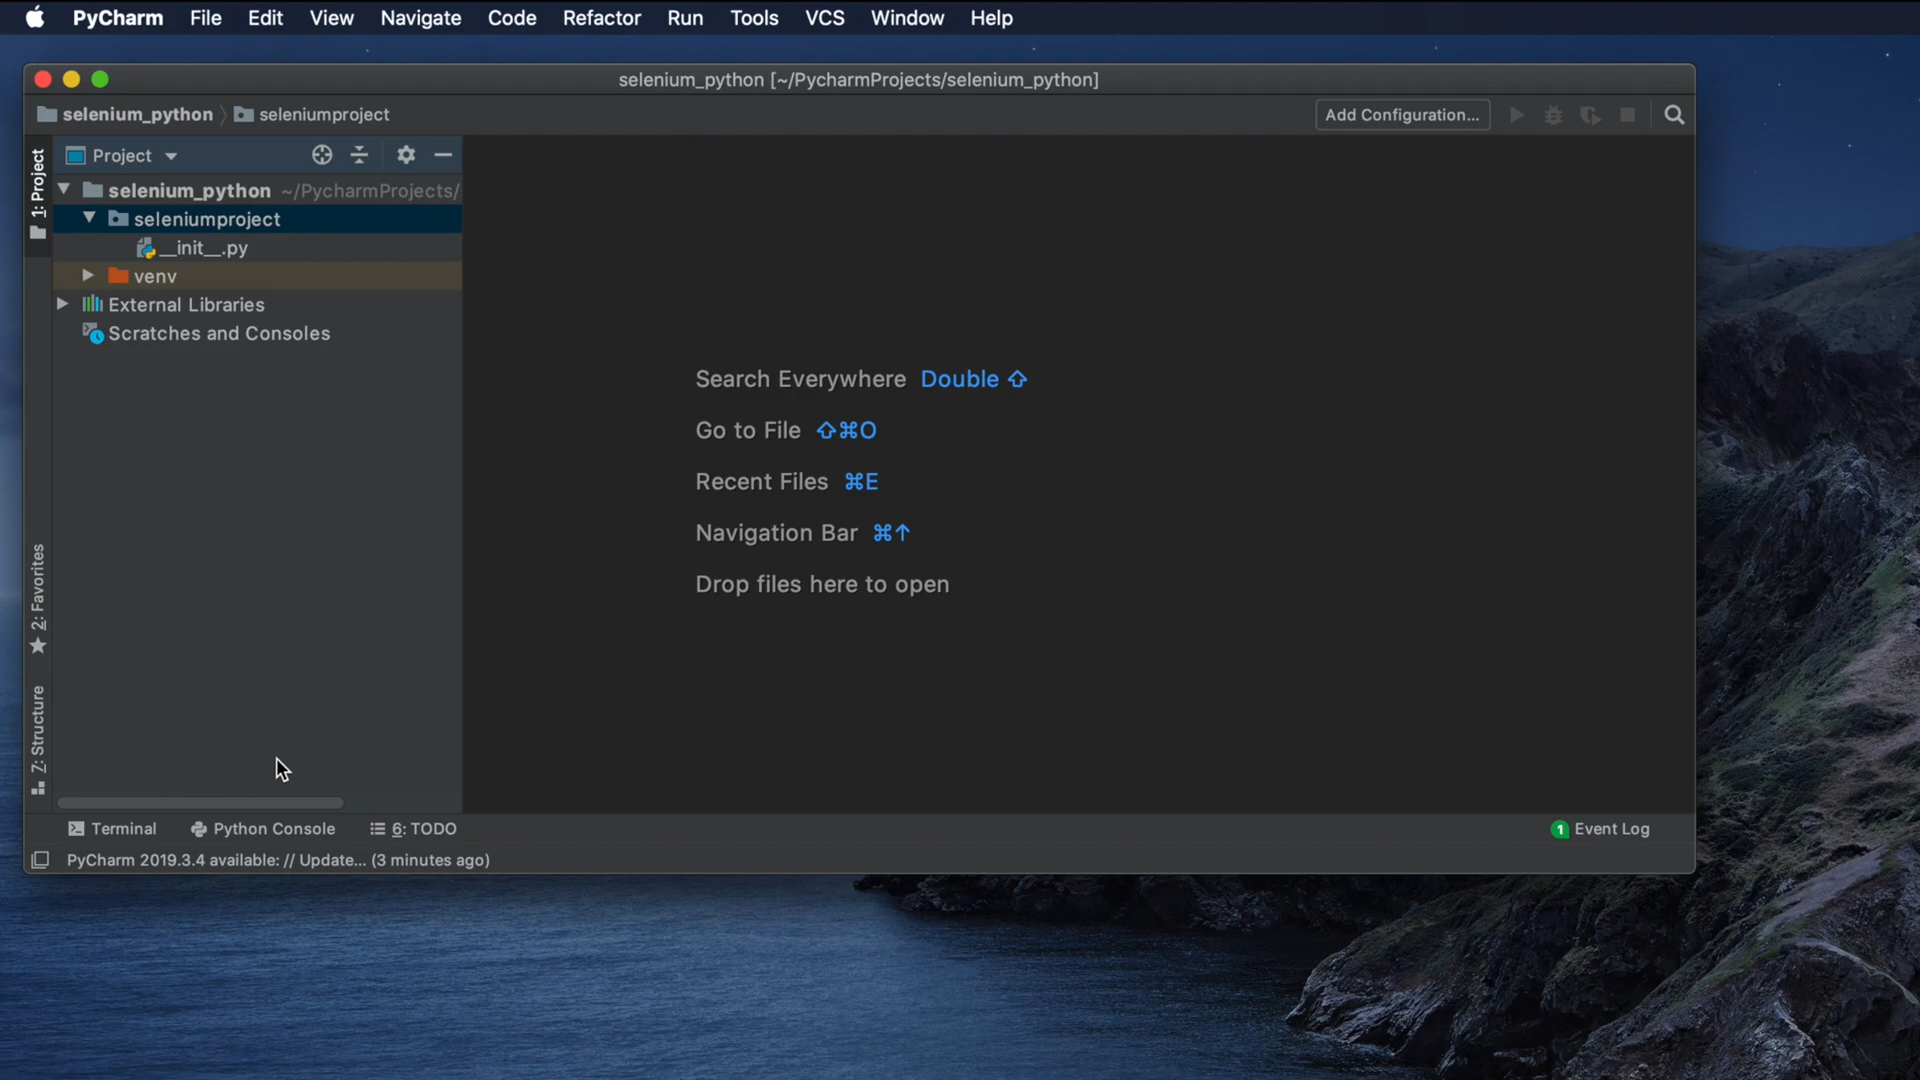 PyCharm File Edit View Navigate Code Refactor Run Tools VCS Window Help
selenium_python [~/PycharmProjects/selenium_python]
selenium_python seleniumproject Add Configuration...
1: Project
Project
selenium_python ~/PycharmProjects/
seleniumproject
__init__.py
venv
External Libraries
Scratches and Consoles
Search Everywhere Double ⇧
Go to File ⇧⌘O
Recent Files ⌘E
Navigation Bar ⌘↑
Drop files here to open
2: Favorites
7: Structure
Terminal Python Console 6: TODO 1 Event Log
PyCharm 2019.3.4 available: // Update... (3 minutes ago)